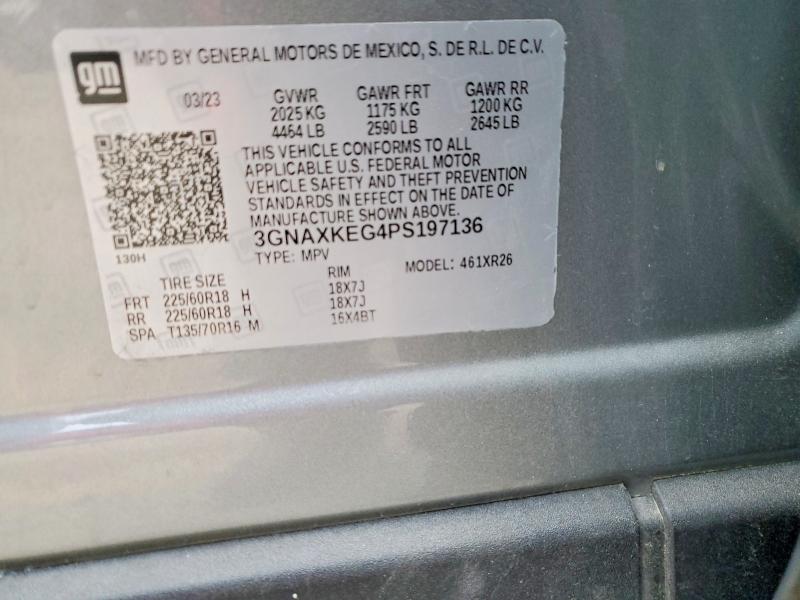 gm
MFD BY GENERAL MOTORS DE MEXICO, S. DE R.L. DE C.V.
03/23 GVWR GAWR FRT GAWR RR
2025 KG 1175 KG 1200 KG
4464 LB 2590 LB 2645 LB
THIS VEHICLE CONFORMS TO ALL
APPLICABLE U.S. FEDERAL MOTOR
VEHICLE SAFETY AND THEFT PREVENTION
STANDARDS IN EFFECT ON THE DATE OF
MANUFACTURE SHOWN ABOVE.
3GNAXKEG4PS197136
130H TYPE: MPV MODEL: 461XR26
TIRE SIZE RIM
FRT 225/60R18 H 18X7J
RR 225/60R18 H 18X7J
SPA T135/70R16 M 16X4BT